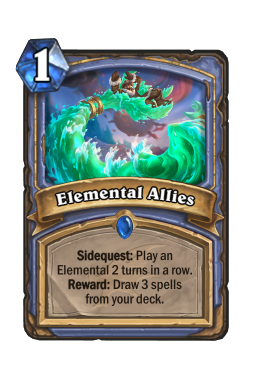 1
Elemental Allies
Sidequest: Play an
Elemental 2 turns in a row.
Reward: Draw 3 spells
from your deck.